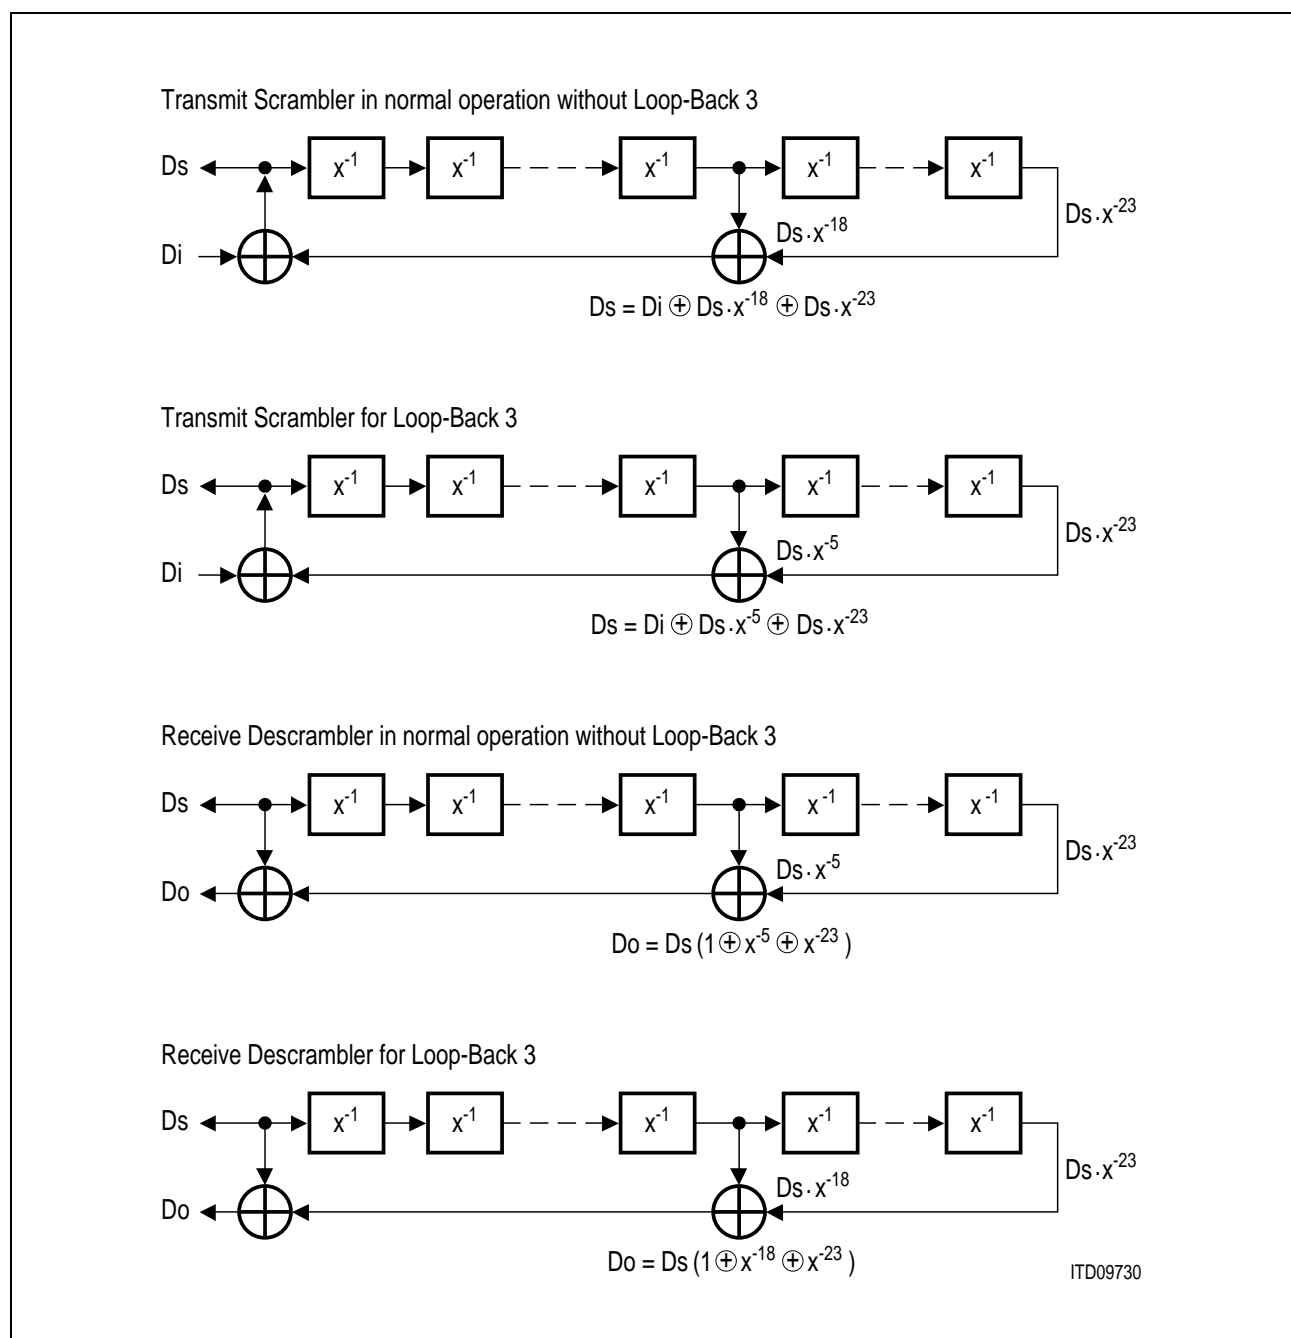 Transmit Scrambler in normal operation without Loop-Back 3
Ds x⁻¹ x⁻¹ x⁻¹ x⁻¹ x⁻¹
Ds·x⁻²³
Di Ds·x⁻¹⁸
Ds = Di ⊕ Ds·x⁻¹⁸ ⊕ Ds·x⁻²³
Transmit Scrambler for Loop-Back 3
Ds x⁻¹ x⁻¹ x⁻¹ x⁻¹ x⁻¹
Ds·x⁻²³
Di Ds·x⁻⁵
Ds = Di ⊕ Ds·x⁻⁵ ⊕ Ds·x⁻²³
Receive Descrambler in normal operation without Loop-Back 3
Ds x⁻¹ x⁻¹ x⁻¹ x⁻¹ x⁻¹
Ds·x⁻²³
Do Ds·x⁻⁵
Do = Ds (1 ⊕ x⁻⁵ ⊕ x⁻²³ )
Receive Descrambler for Loop-Back 3
Ds x⁻¹ x⁻¹ x⁻¹ x⁻¹ x⁻¹
Ds·x⁻²³
Do Ds·x⁻¹⁸
Do = Ds (1 ⊕ x⁻¹⁸ ⊕ x⁻²³ )
ITD09730